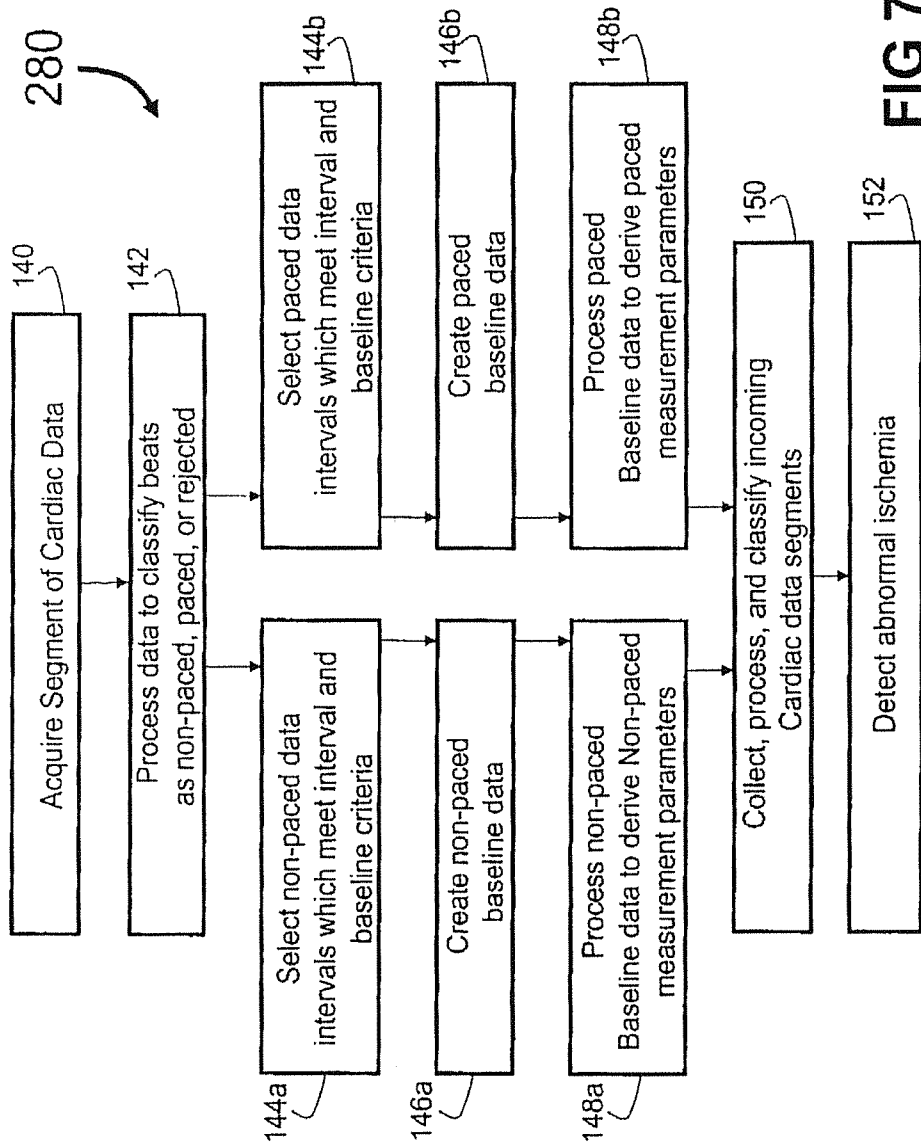 280
140
Acquire Segment of Cardiac Data
142
Process data to classify beats
as non-paced, paced, or rejected
144a
Select non-paced data
intervals which meet interval and
baseline criteria
144b
Select paced data
intervals which meet interval and
baseline criteria
146a
Create non-paced
baseline data
146b
Create paced
baseline data
148a
Process non-paced
Baseline data to derive Non-paced
measurement parameters
148b
Process paced
Baseline data to derive paced
measurement parameters
150
Collect, process, and classify incoming
Cardiac data segments
152
Detect abnormal ischemia
FIG 7